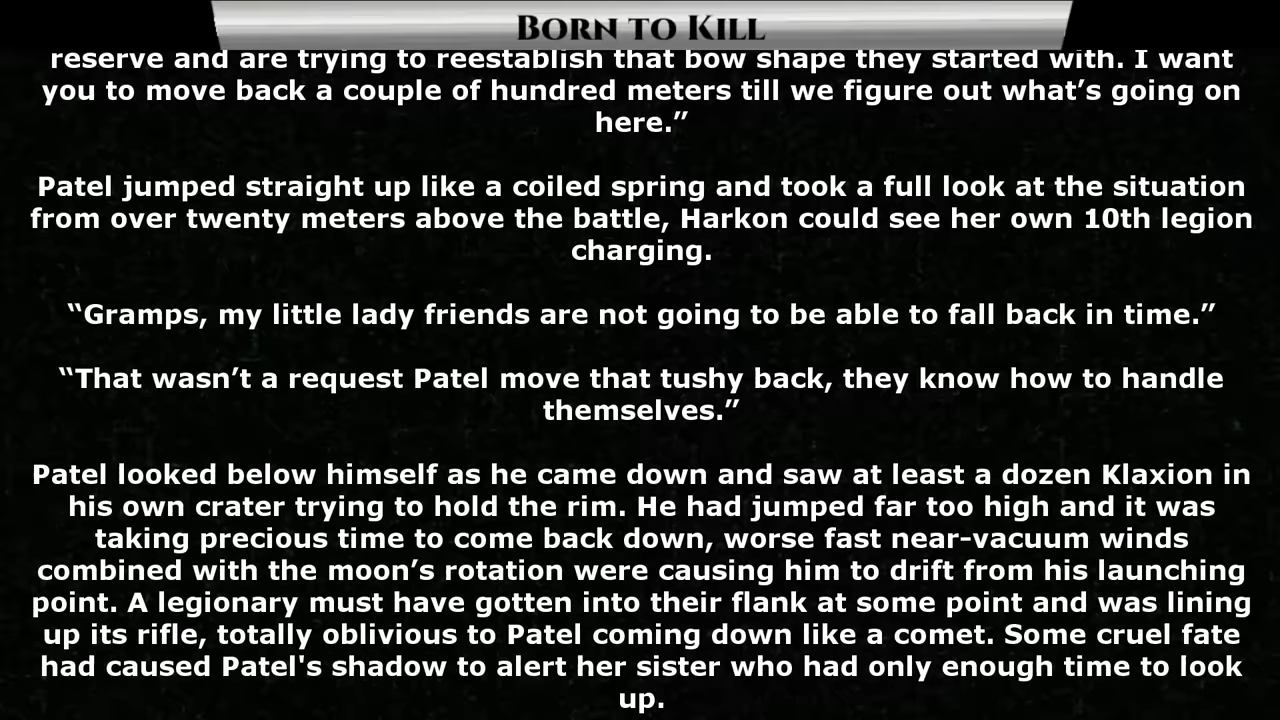 Born to Kill
reserve and are trying to reestablish that bow shape they started with. I want
you to move back a couple of hundred meters till we figure out what’s going on
here.”
Patel jumped straight up like a coiled spring and took a full look at the situation
from over twenty meters above the battle, Harkon could see her own 10th legion
charging.
“Gramps, my little lady friends are not going to be able to fall back in time.”
“That wasn’t a request Patel move that tushy back, they know how to handle
themselves.”
Patel looked below himself as he came down and saw at least a dozen Klaxion in
his own crater trying to hold the rim. He had jumped far too high and it was
taking precious time to come back down, worse fast near-vacuum winds
combined with the moon’s rotation were causing him to drift from his launching
point. A legionary must have gotten into their flank at some point and was lining
up its rifle, totally oblivious to Patel coming down like a comet. Some cruel fate
had caused Patel's shadow to alert her sister who had only enough time to look
up.